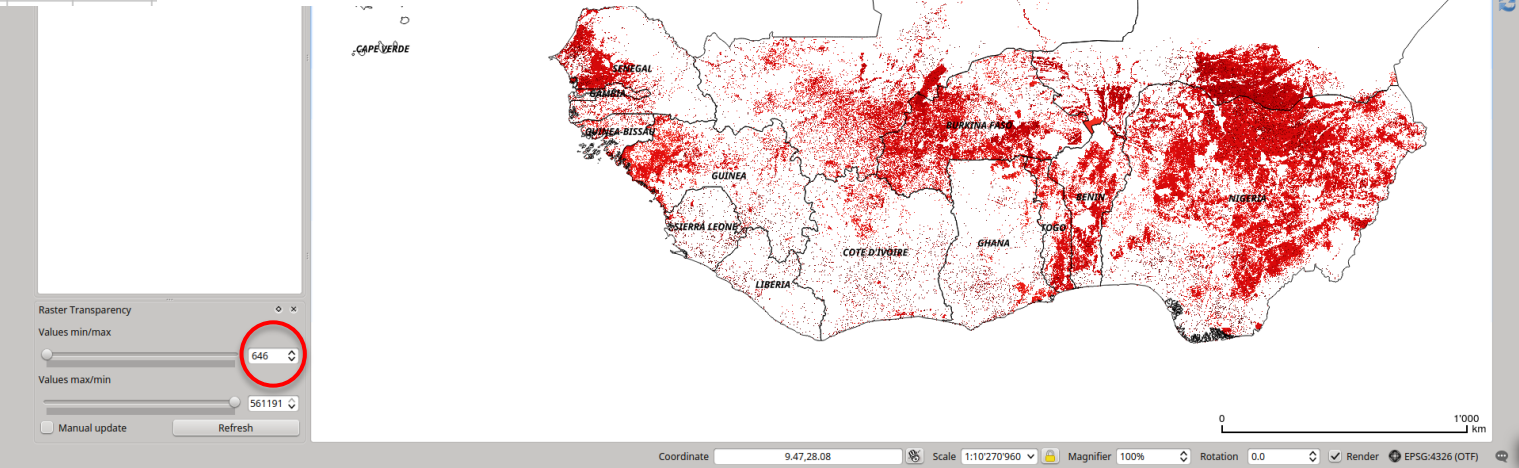 CAPE VERDE
SENEGAL
GAMBIA
GUINEA-BISSAU
BURKINA FASO
GUINEA
BENIN
NIGERIA
SIERRA LEONE
TOGO
COTE D'IVOIRE
GHANA
LIBERIA
Raster Transparency
Values min/max
646
Values max/min
561191
Manual update Refresh
0 1'000
km
Coordinate 9.47,28.08 Scale 1:10'270'960 Magnifier 100% Rotation 0.0 Render EPSG:4326 (OTF)